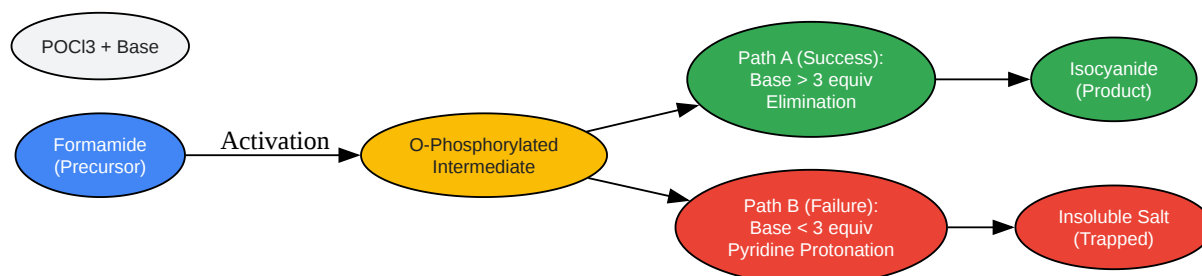 POCl3 + Base
Formamide
(Precursor)
Activation
O-Phosphorylated
Intermediate
Path A (Success):
Base > 3 equiv
Elimination
Isocyanide
(Product)
Path B (Failure):
Base < 3 equiv
Pyridine Protonation
Insoluble Salt
(Trapped)